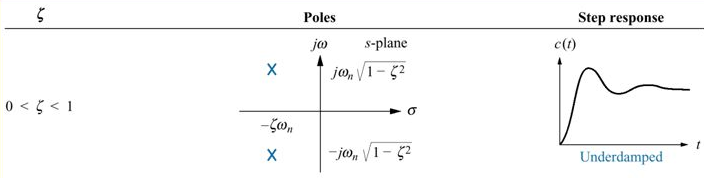 ζ Poles Step response
jω s-plane c(t)
jωn √1 − ζ²
0 < ζ < 1 σ
−ζωn
−jωn √1 − ζ² t
Underdamped